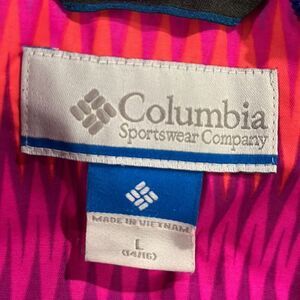 Columbia
Sportswear Company
MADE IN VIETNAM
L
(14/16)